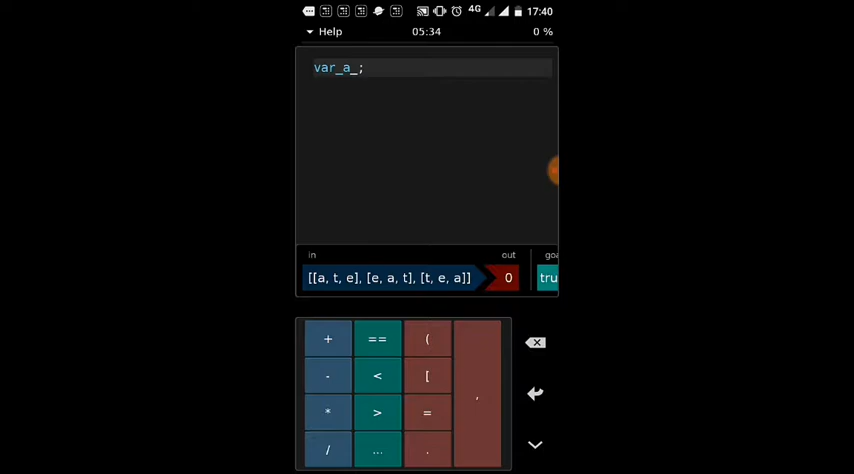 4G 17:40
Help 05:34 0 %
var_a_;
in out goa
[[a, t, e], [e, a, t], [t, e, a]] 0 tru
+ == ( ,
- < [
* > =
/ ... .